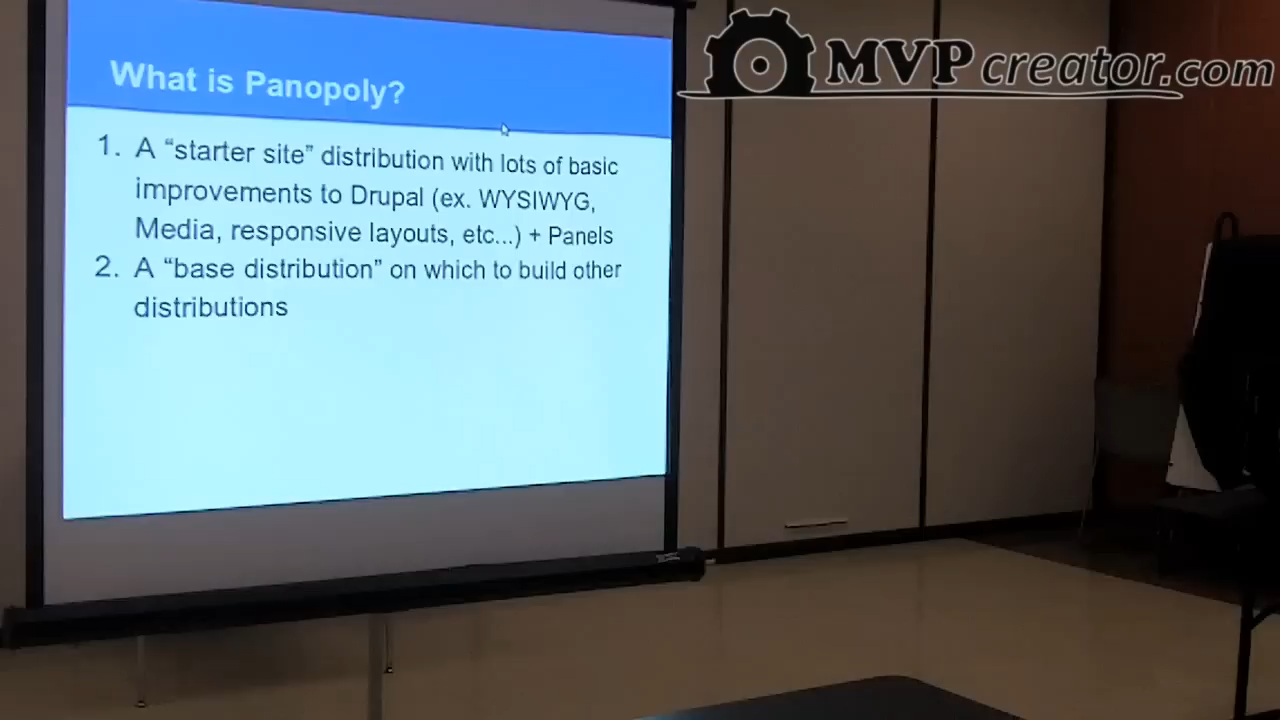 What is Panopoly?
1. A “starter site” distribution with lots of basic
improvements to Drupal (ex. WYSIWYG,
Media, responsive layouts, etc...) + Panels
2. A “base distribution” on which to build other
distributions
MVPcreator.com